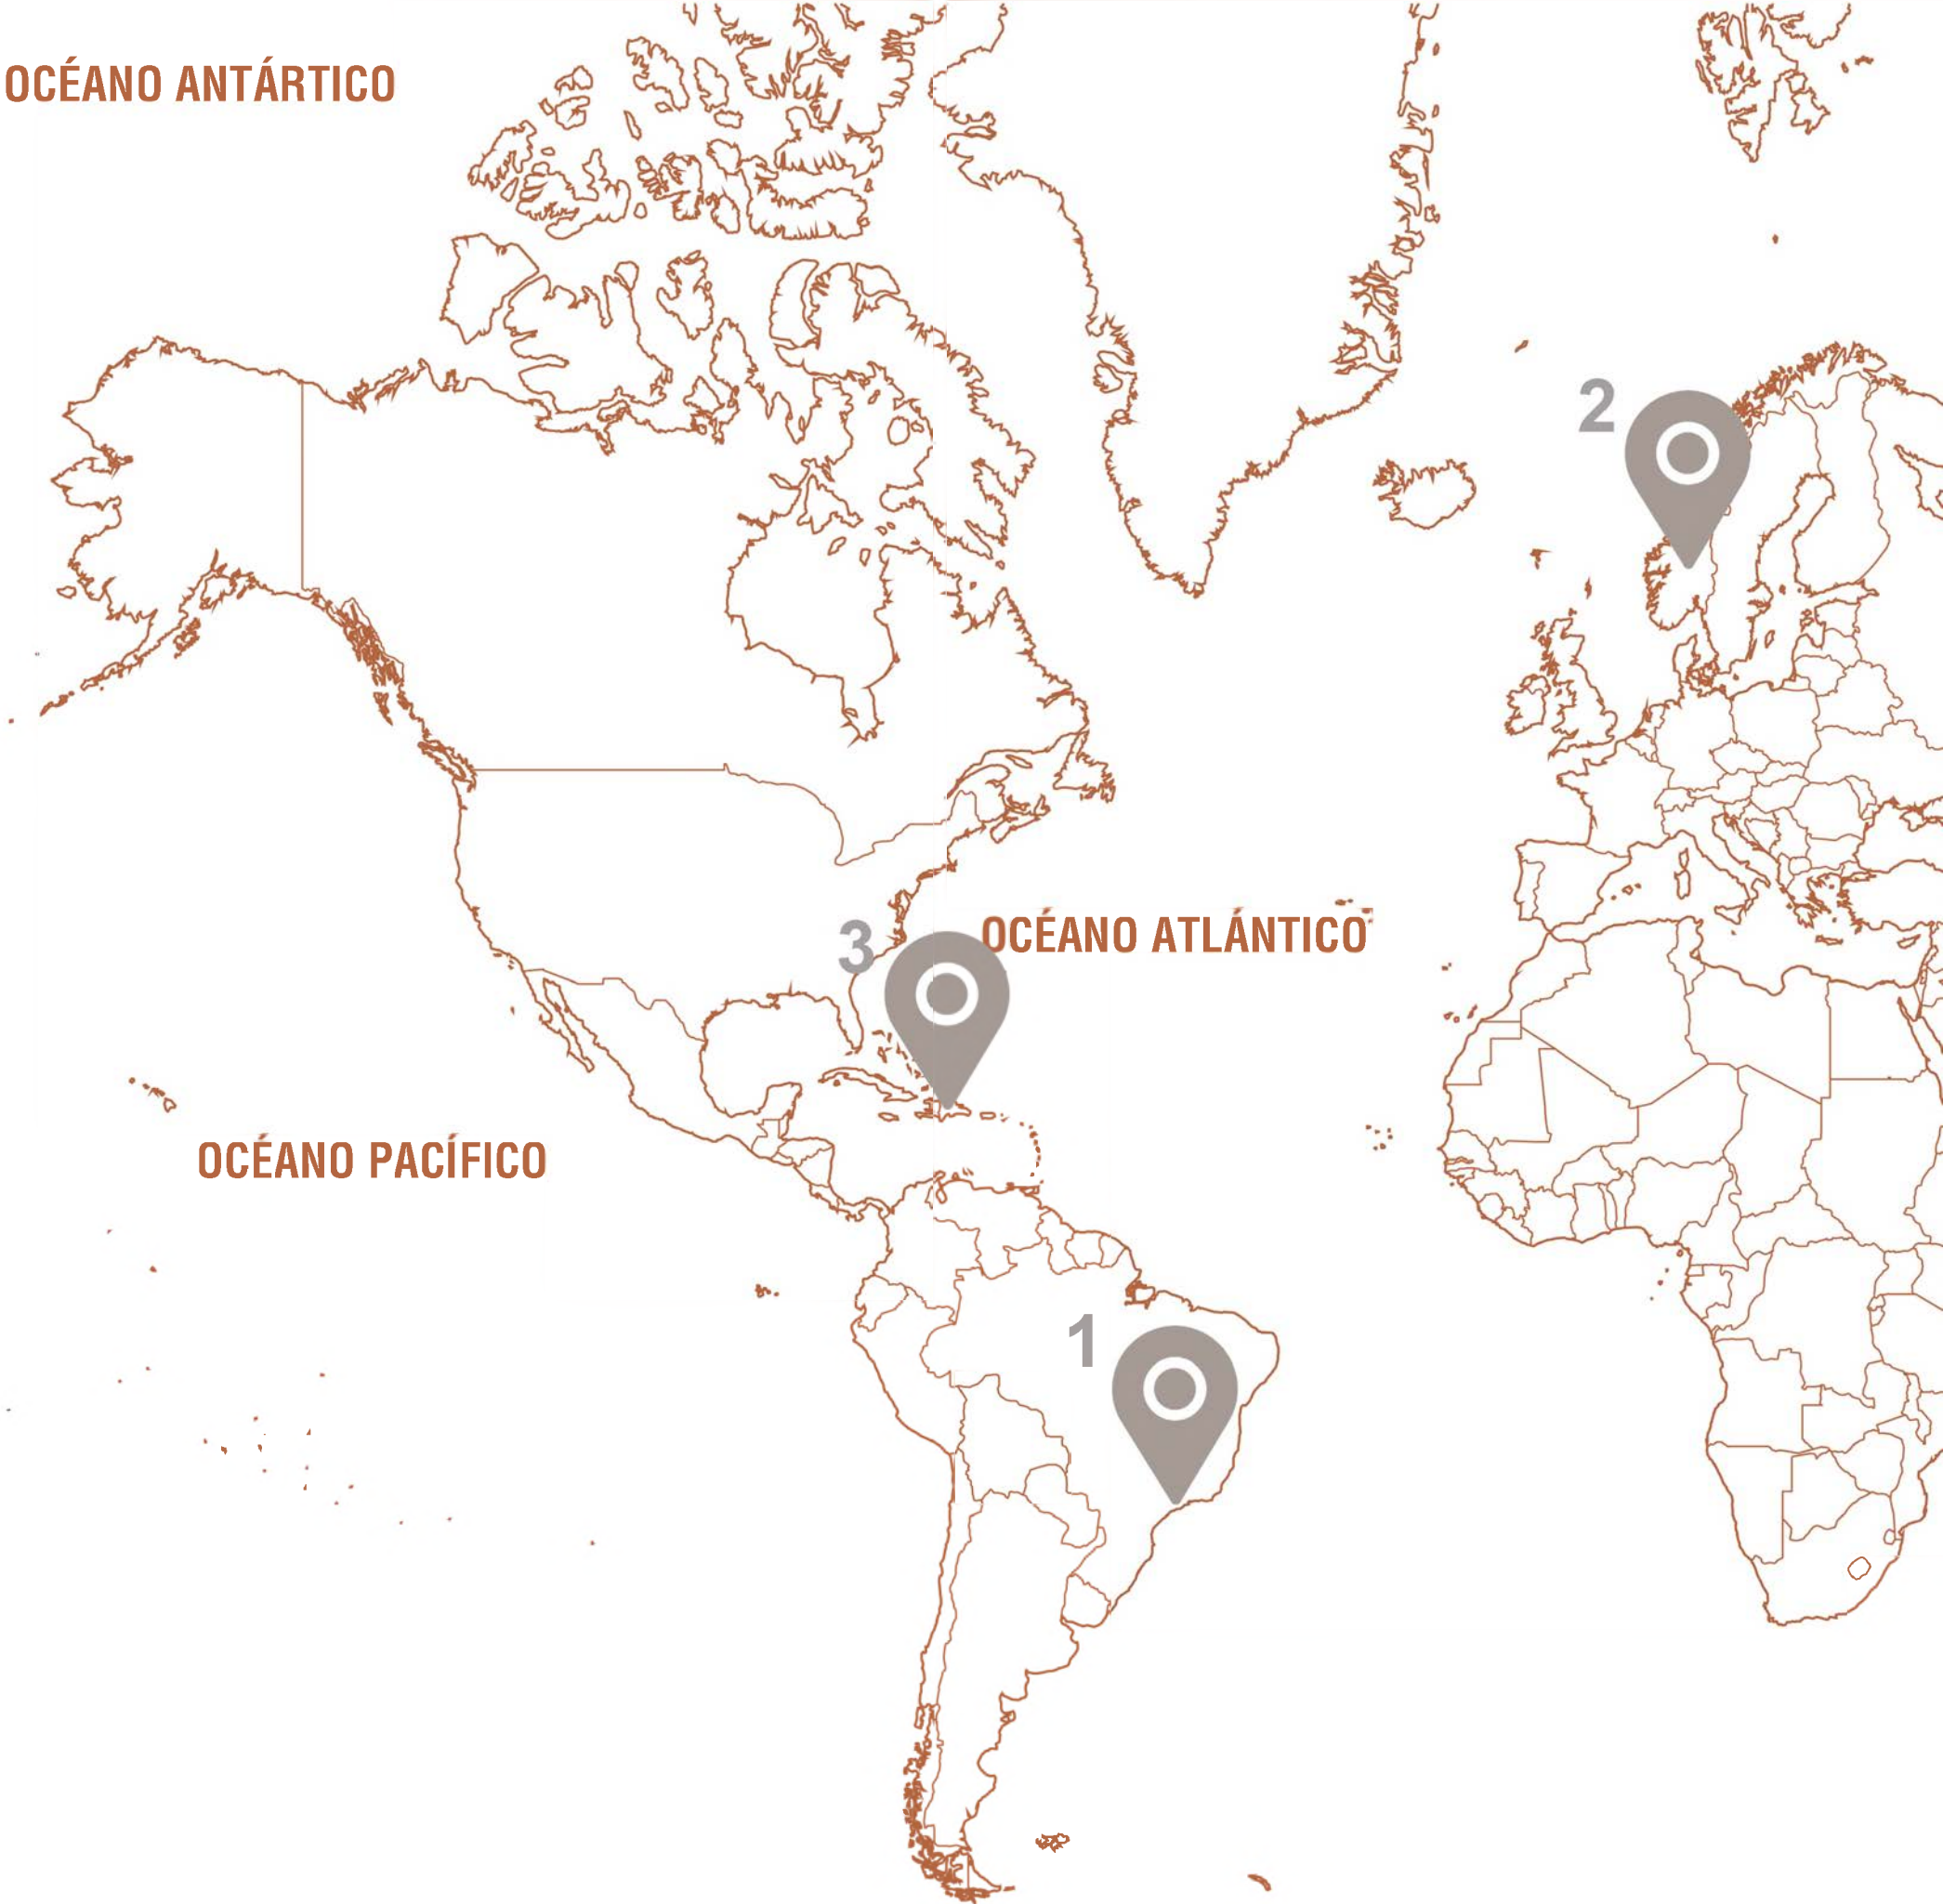 OCÉANO ANTÁRTICO
2
3
OCÉANO ATLÁNTICO
OCÉANO PACÍFICO
1